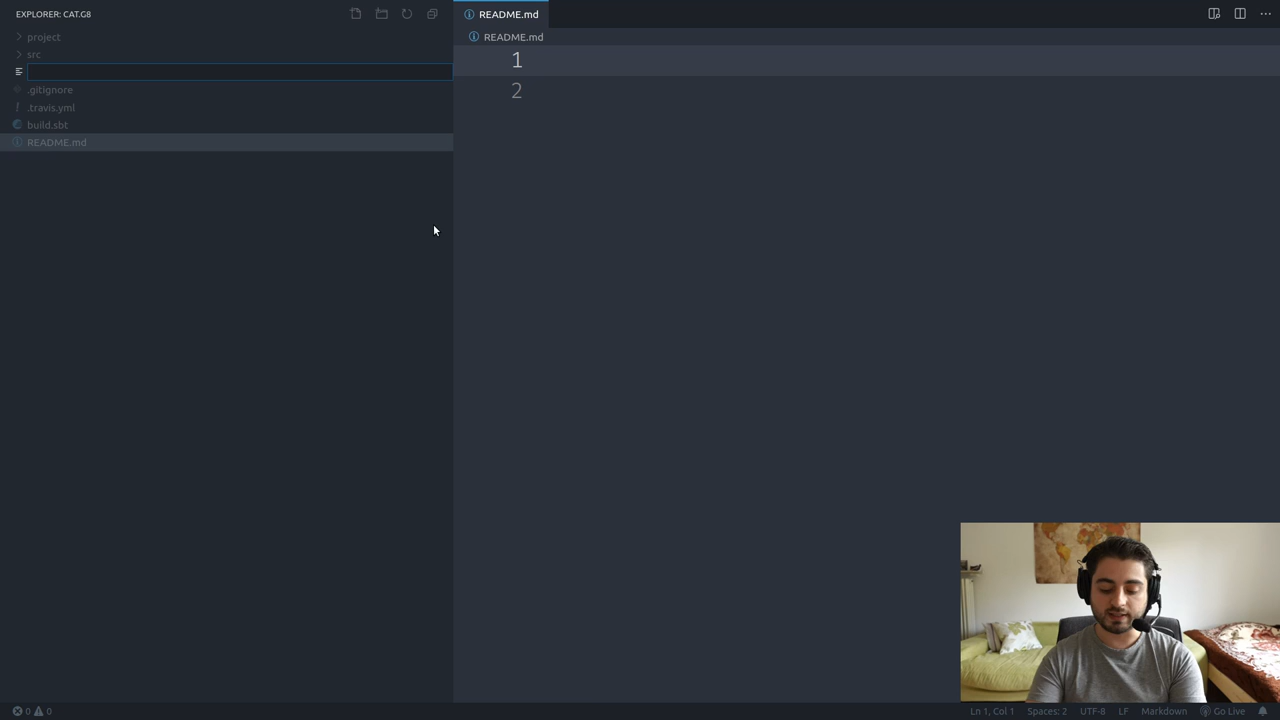 EXPLORER: CAT.G8
project
src
.gitignore
.travis.yml
build.sbt
README.md
README.md
README.md
1
2
0 0
Ln 1, Col 1 Spaces: 2 UTF-8 LF Markdown Go Live